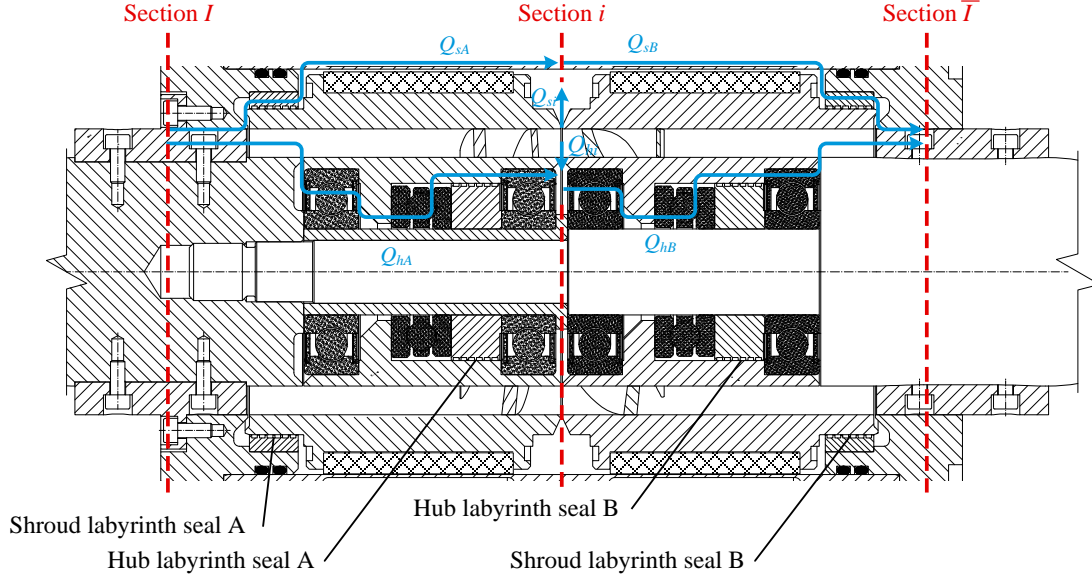 Section I
Section i
Section I̅
Q_sA
Q_sB
Q_si
Q_hi
Q_hA
Q_hB
Hub labyrinth seal B
Shroud labyrinth seal A
Hub labyrinth seal A
Shroud labyrinth seal B